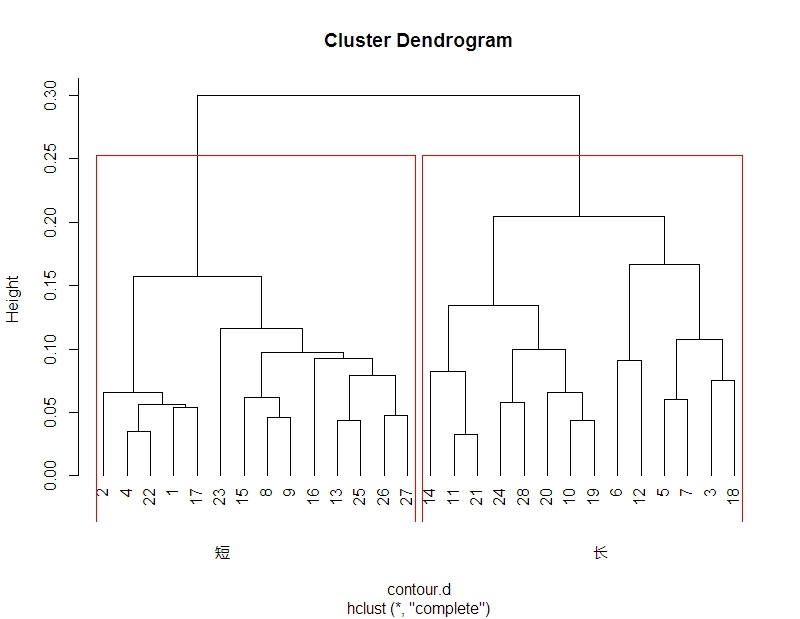 Cluster Dendrogram
Height
0.30
0.25
0.20
0.15
0.10
0.05
0.00
2 4 22 1 17 23 15 8 9 16 13 25 26 27 14 11 21 24 28 20 10 19 6 12 5 7 3 18
短 长
contour.d
hclust (*, "complete")